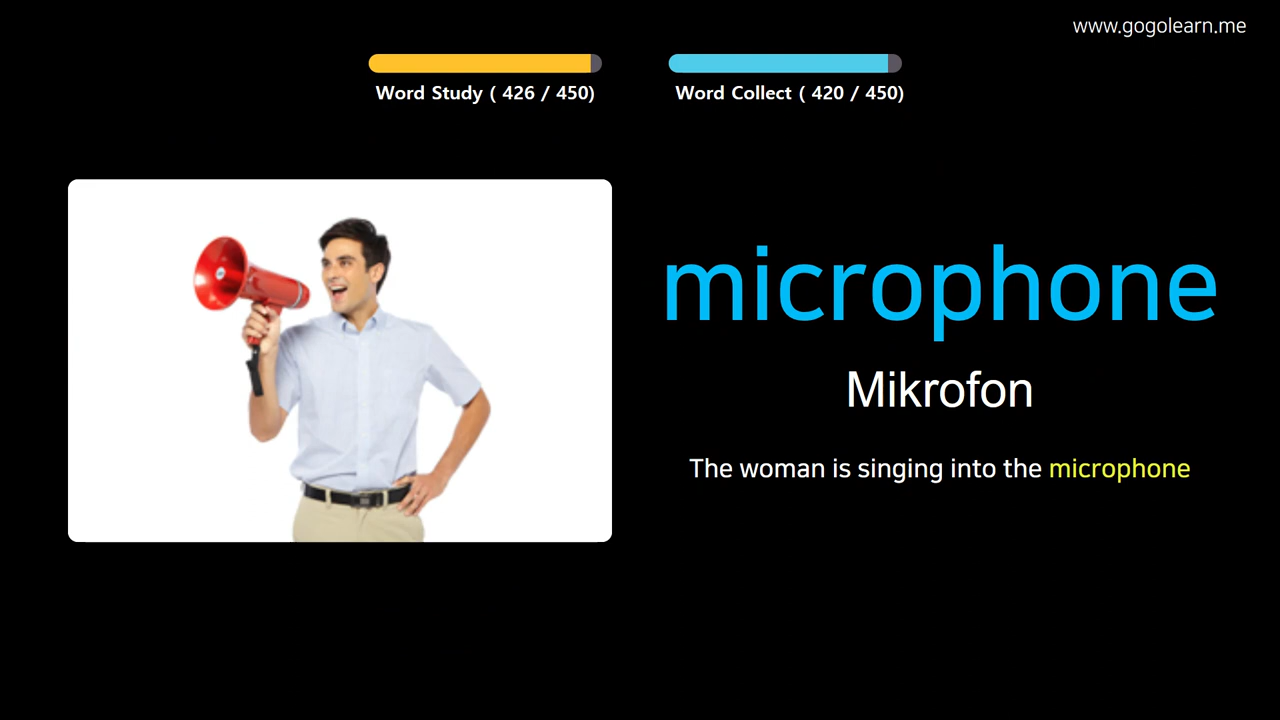 www.gogolearn.me
Word Study ( 426 / 450)
Word Collect ( 420 / 450)
microphone
Mikrofon
The woman is singing into the microphone